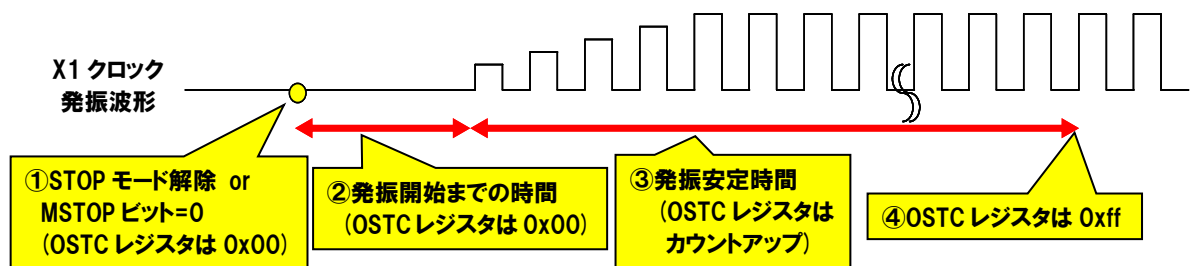 X1 クロック
発振波形
①STOP モード解除 or
MSTOP ビット=0
(OSTC レジスタは 0x00)
②発振開始までの時間
(OSTC レジスタは 0x00)
③発振安定時間
(OSTC レジスタは
カウントアップ)
④OSTC レジスタは 0xff